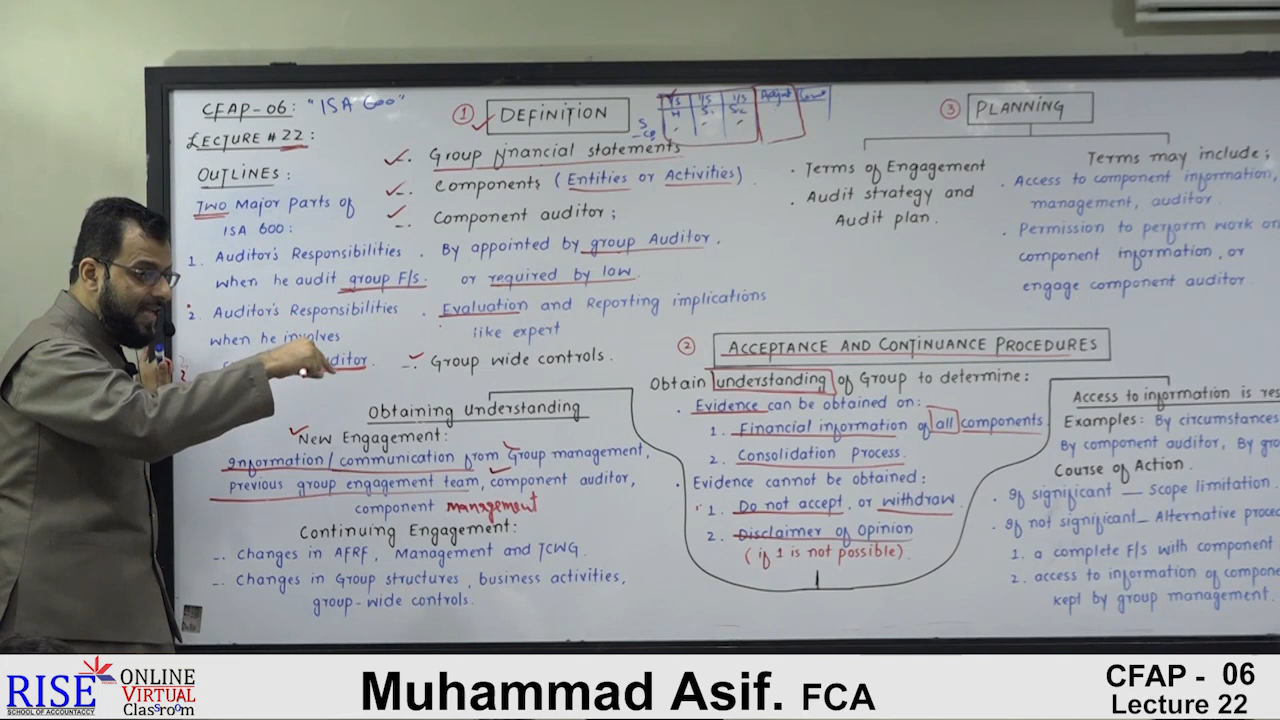 CFAP-06: "ISA 600"
LECTURE # 22:
OUTLINES:
TWO Major parts of
ISA 600:
1. Auditor's Responsibilities
when he audit group F/s.
2. Auditor's Responsibilities
when he involves
auditor.
① DEFINITION
F/S F/S F/S Adjust
H S1 S2
. Group financial statements
. Components (Entities or Activities)
-. Component auditor;
. By appointed by group Auditor,
or required by law.
. Evaluation and Reporting implications
like expert
-. Group wide controls.
Obtaining Understanding
New Engagement:
Information/communication from Group management,
previous group engagement team, component auditor,
component management
Continuing Engagement:
-. Changes in AFRF, Management and TCWG.
-. Changes in Group structures, business activities,
group-wide controls.
② ACCEPTANCE AND CONTINUANCE PROCEDURES
Obtain understanding of Group to determine:
. Evidence can be obtained on:
1. Financial information of all components
2. Consolidation Process.
. Evidence cannot be obtained:
1. Do not accept, or withdraw
2. Disclaimer of Opinion
(if 1 is not possible).
③ PLANNING
. Terms of Engagement
. Audit strategy and
Audit plan.
Terms may include;
. Access to component information,
management, auditor.
. Permission to perform work on
component information, or
engage component auditor.
Access to information is res
Examples: By circumstances
By component auditor, By gro
Course of Action.
. If significant — Scope limitation.
. If not significant — Alternative proced
1. a complete F/s with component
2. access to information of compone
kept by group management.
RISE
SCHOOL OF ACCOUNTANCY
ONLINE
VIRTUAL
Classroom
Muhammad Asif. FCA
CFAP - 06
Lecture 22